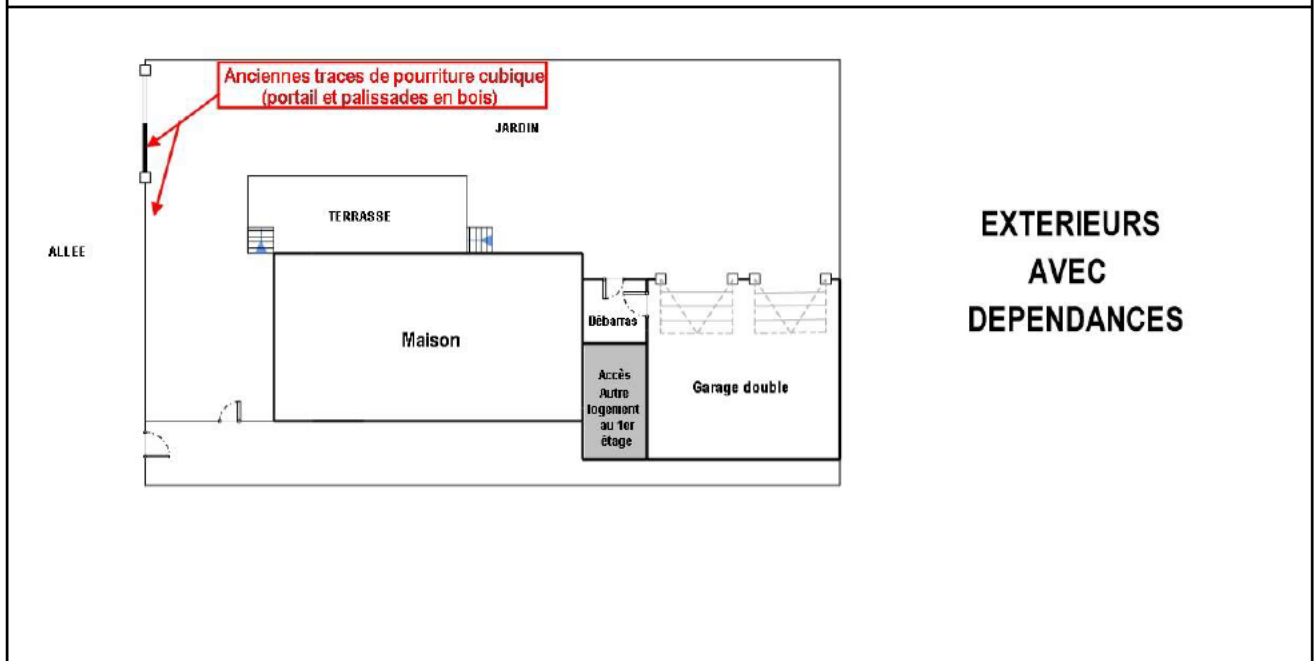 Anciennes traces de pourriture cubique
(portail et palissades en bois)
JARDIN
TERRASSE
ALLEE
EXTERIEURS
AVEC
DEPENDANCES
Débarras
Maison
Accès
Autre
logement
au 1er
étage
Garage double